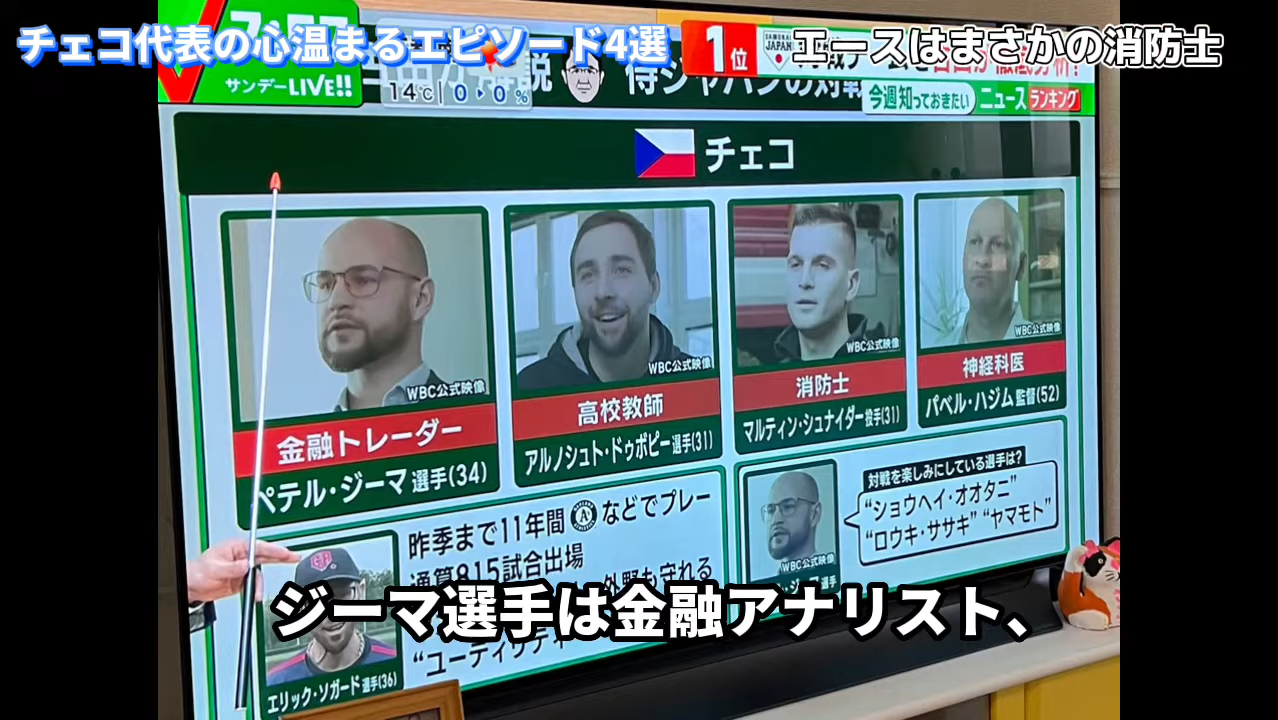 チェコ代表の心温まるエピソード4選
エースはまさかの消防士
サンデーLIVE!!
14℃
0▸0%
解説
1位
今週知っておきたい
ニュースランキング
チェコ
WBC公式映像
金融トレーダー
ペテル・ジーマ選手(34)
WBC公式映像
高校教師
アルノシュト・ドゥボピー選手(31)
WBC公式映像
消防士
マルティン・シュナイダー投手(31)
WBC公式映像
神経科医
パベル・ハジム監督(52)
昨季まで11年間 などでプレー
通算815試合出場
外野も守れる
エリック・ソガード選手(36)
対戦を楽しみにしている選手は?
“ショウヘイ・オオタニ”
“ロウキ・ササキ” “ヤマモト”
WBC公式映像
ジーマ選手は金融アナリスト、